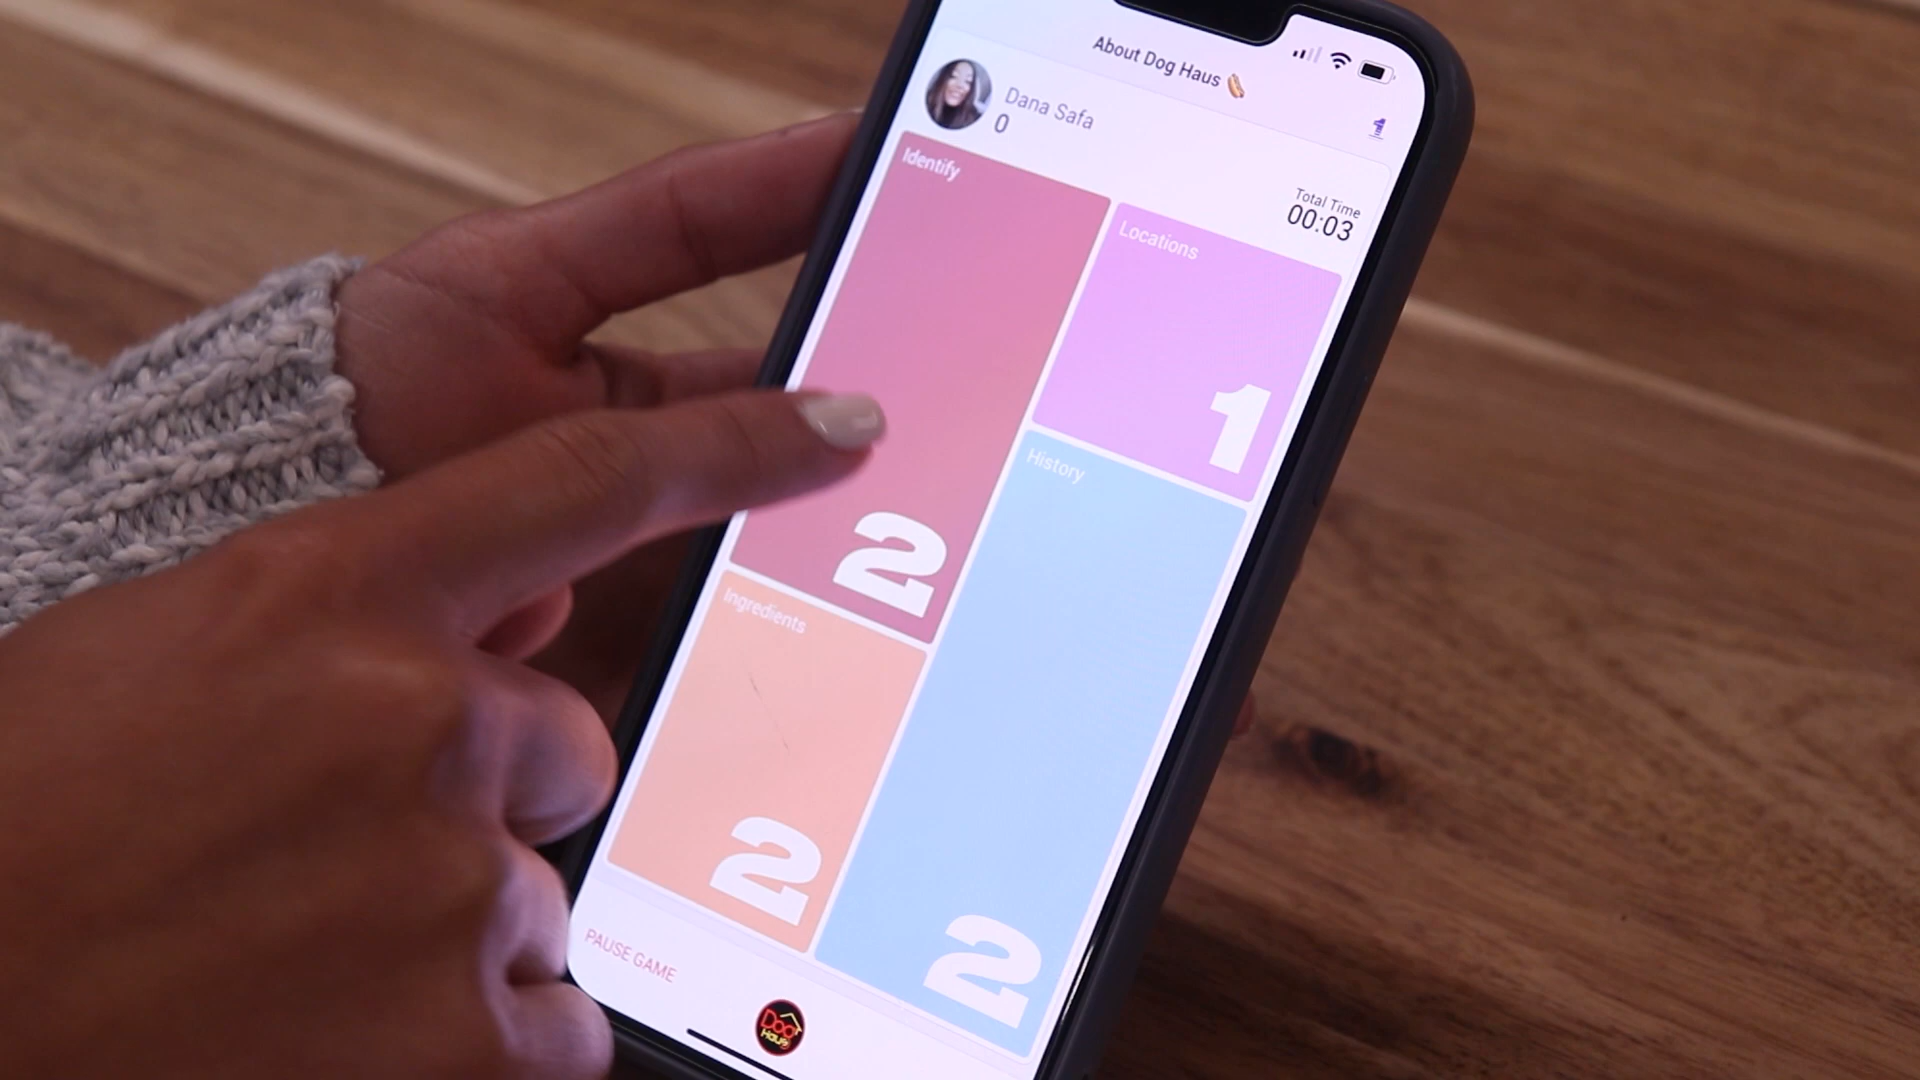 About Dog Haus 🌭
1
Dana Safa
0
Total Time
00:03
Identify
2
Locations
1
Ingredients
2
History
2
PAUSE GAME
Dog
Haus